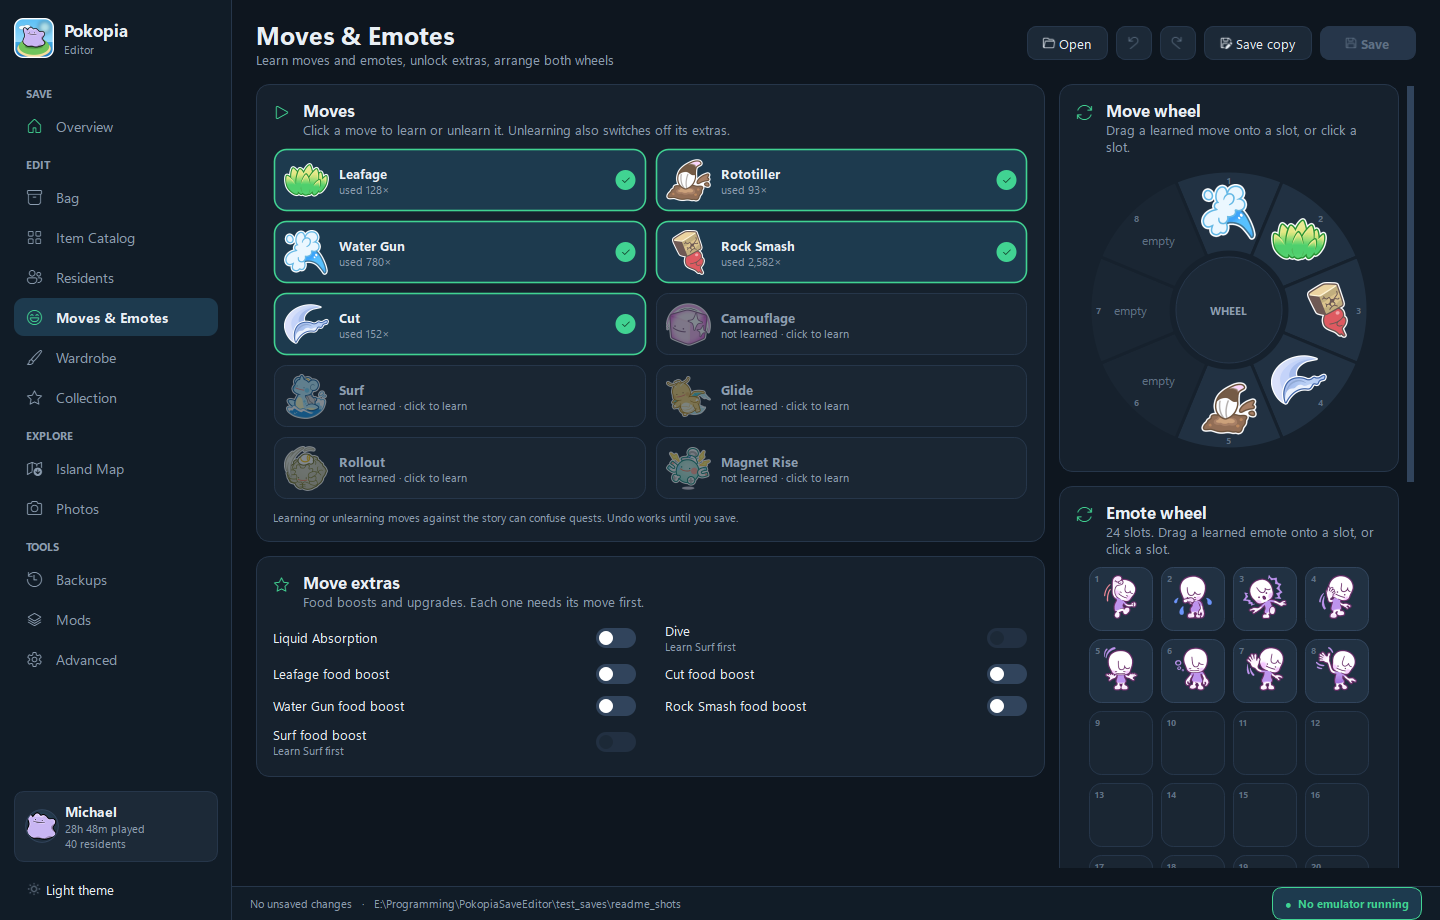 Pokopia
Editor
SAVE
Overview
EDIT
Bag
Item Catalog
Residents
Moves & Emotes
Wardrobe
Collection
EXPLORE
Island Map
Photos
TOOLS
Backups
Mods
Advanced
Michael
28h 48m played
40 residents
Light theme
Moves & Emotes
Learn moves and emotes, unlock extras, arrange both wheels
Open
Save copy
Save
Moves
Click a move to learn or unlearn it. Unlearning also switches off its extras.
Leafage
used 128×
Rototiller
used 93×
Water Gun
used 780×
Rock Smash
used 2,582×
Cut
used 152×
Camouflage
not learned · click to learn
Surf
not learned · click to learn
Glide
not learned · click to learn
Rollout
not learned · click to learn
Magnet Rise
not learned · click to learn
Learning or unlearning moves against the story can confuse quests. Undo works until you save.
Move extras
Food boosts and upgrades. Each one needs its move first.
Liquid Absorption
Dive
Learn Surf first
Leafage food boost
Cut food boost
Water Gun food boost
Rock Smash food boost
Surf food boost
Learn Surf first
Move wheel
Drag a learned move onto a slot, or click a
slot.
1
2
3
4
5
6
empty
7
empty
8
empty
WHEEL
Emote wheel
24 slots. Drag a learned emote onto a slot, or
click a slot.
1
2
3
4
5
6
7
8
9
10
11
12
13
14
15
16
17
18
19
20
No unsaved changes · E:\Programming\PokopiaSaveEditor\test_saves\readme_shots
No emulator running